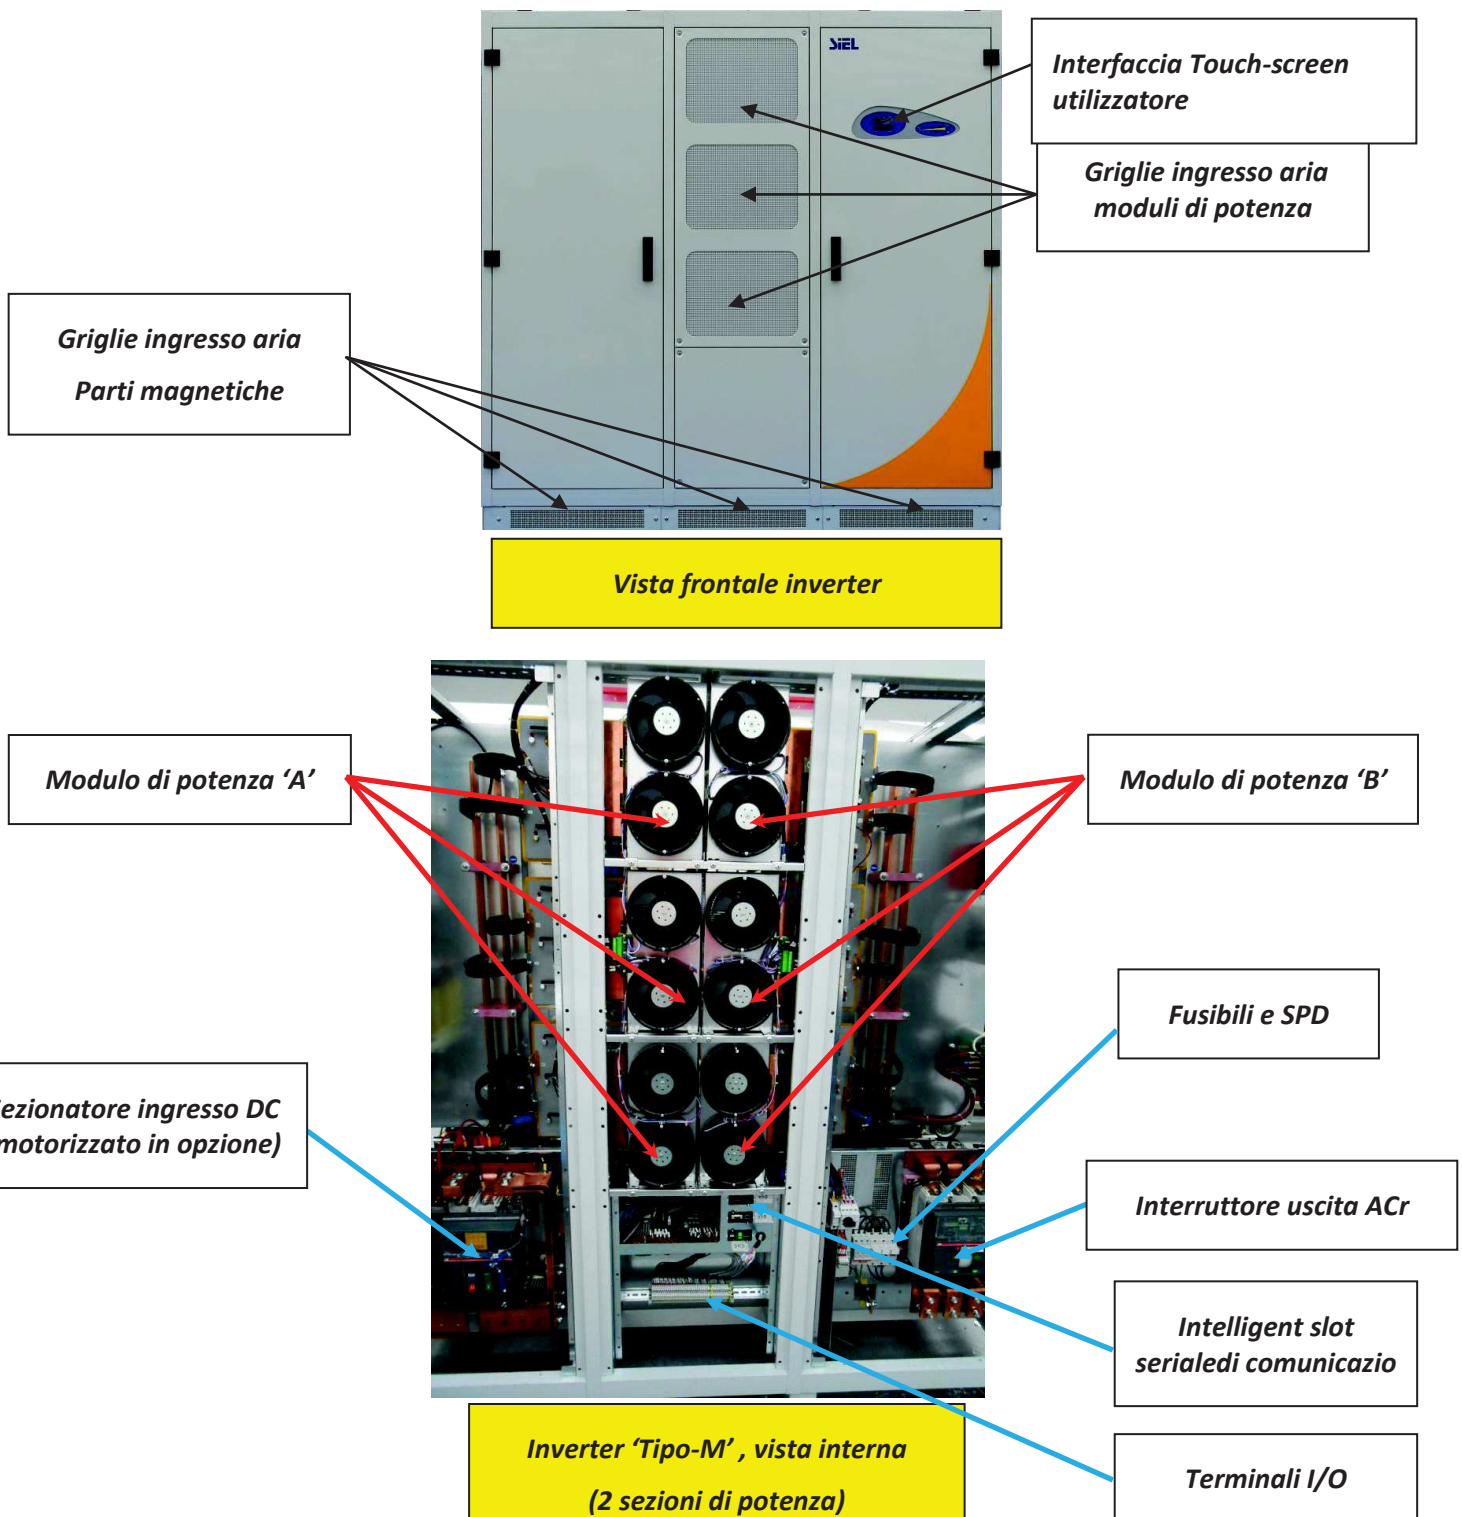 SIEL
Interfaccia Touch-screen
utilizzatore
Griglie ingresso aria
moduli di potenza
Griglie ingresso aria
Parti magnetiche
Vista frontale inverter
Modulo di potenza ‘A’
Modulo di potenza ‘B’
Fusibili e SPD
ezionatore ingresso DC
motorizzato in opzione)
Interruttore uscita ACr
Intelligent slot
serialedi comunicazio
Inverter ‘Tipo-M’ , vista interna
(2 sezioni di potenza)
Terminali I/O